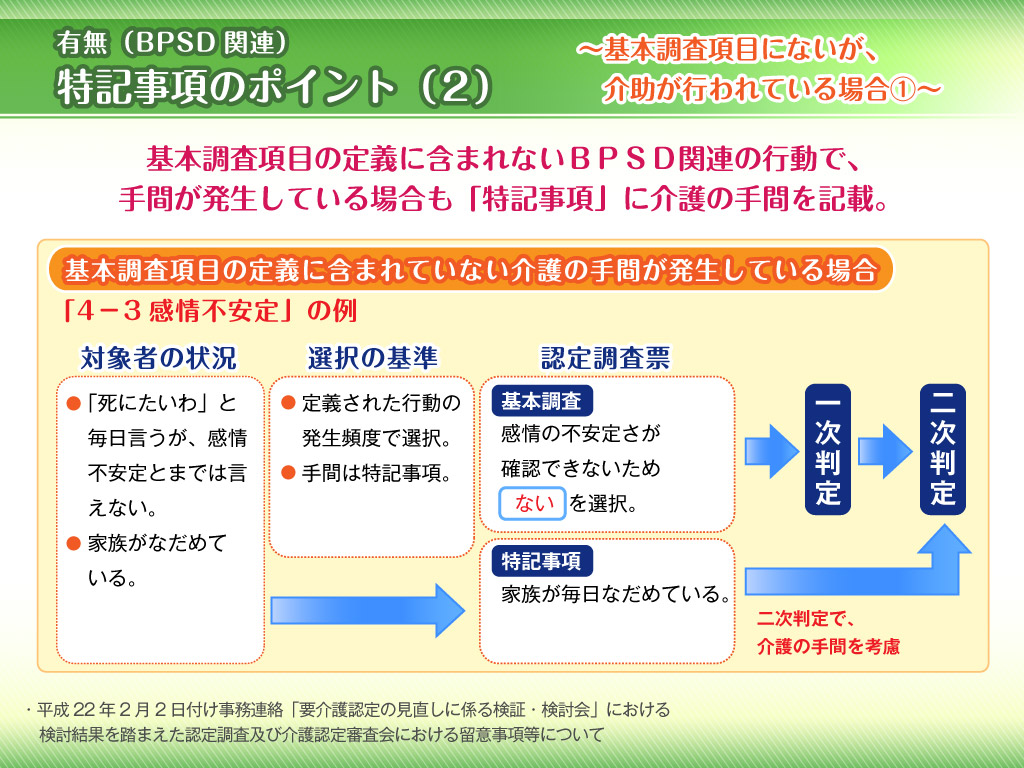 有無（BPSD 関連）
特記事項のポイント（2）
～基本調査項目にないが、
介助が行われている場合①～
基本調査項目の定義に含まれないＢＰＳＤ関連の行動で、
手間が発生している場合も「特記事項」に介護の手間を記載。
基本調査項目の定義に含まれていない介護の手間が発生している場合
「4－3 感情不安定」の例
対象者の状況
●「死にたいわ」と
毎日言うが、感情
不安定とまでは言
えない。
● 家族がなだめて
いる。
選択の基準
● 定義された行動の
発生頻度で選択。
● 手間は特記事項。
認定調査票
基本調査
感情の不安定さが
確認できないため
ない を選択。
特記事項
家族が毎日なだめている。
一次判定
二次判定
二次判定で、
介護の手間を考慮
・平成 22 年 2 月 2 日付け事務連絡「要介護認定の見直しに係る検証・検討会」における
検討結果を踏まえた認定調査及び介護認定審査会における留意事項等について